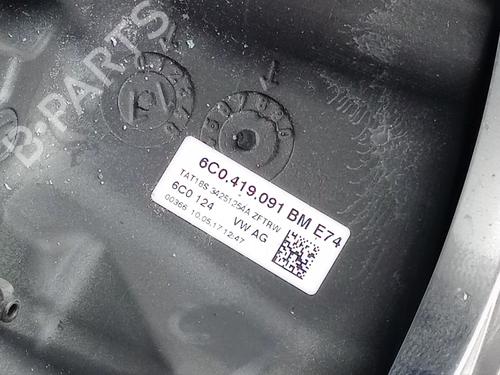 B-PARTS
6C0.419.091 BM E74
TAT16S 34251254A ZFTRW
6C0 124 VW AG
00366 10.05.17 12:47